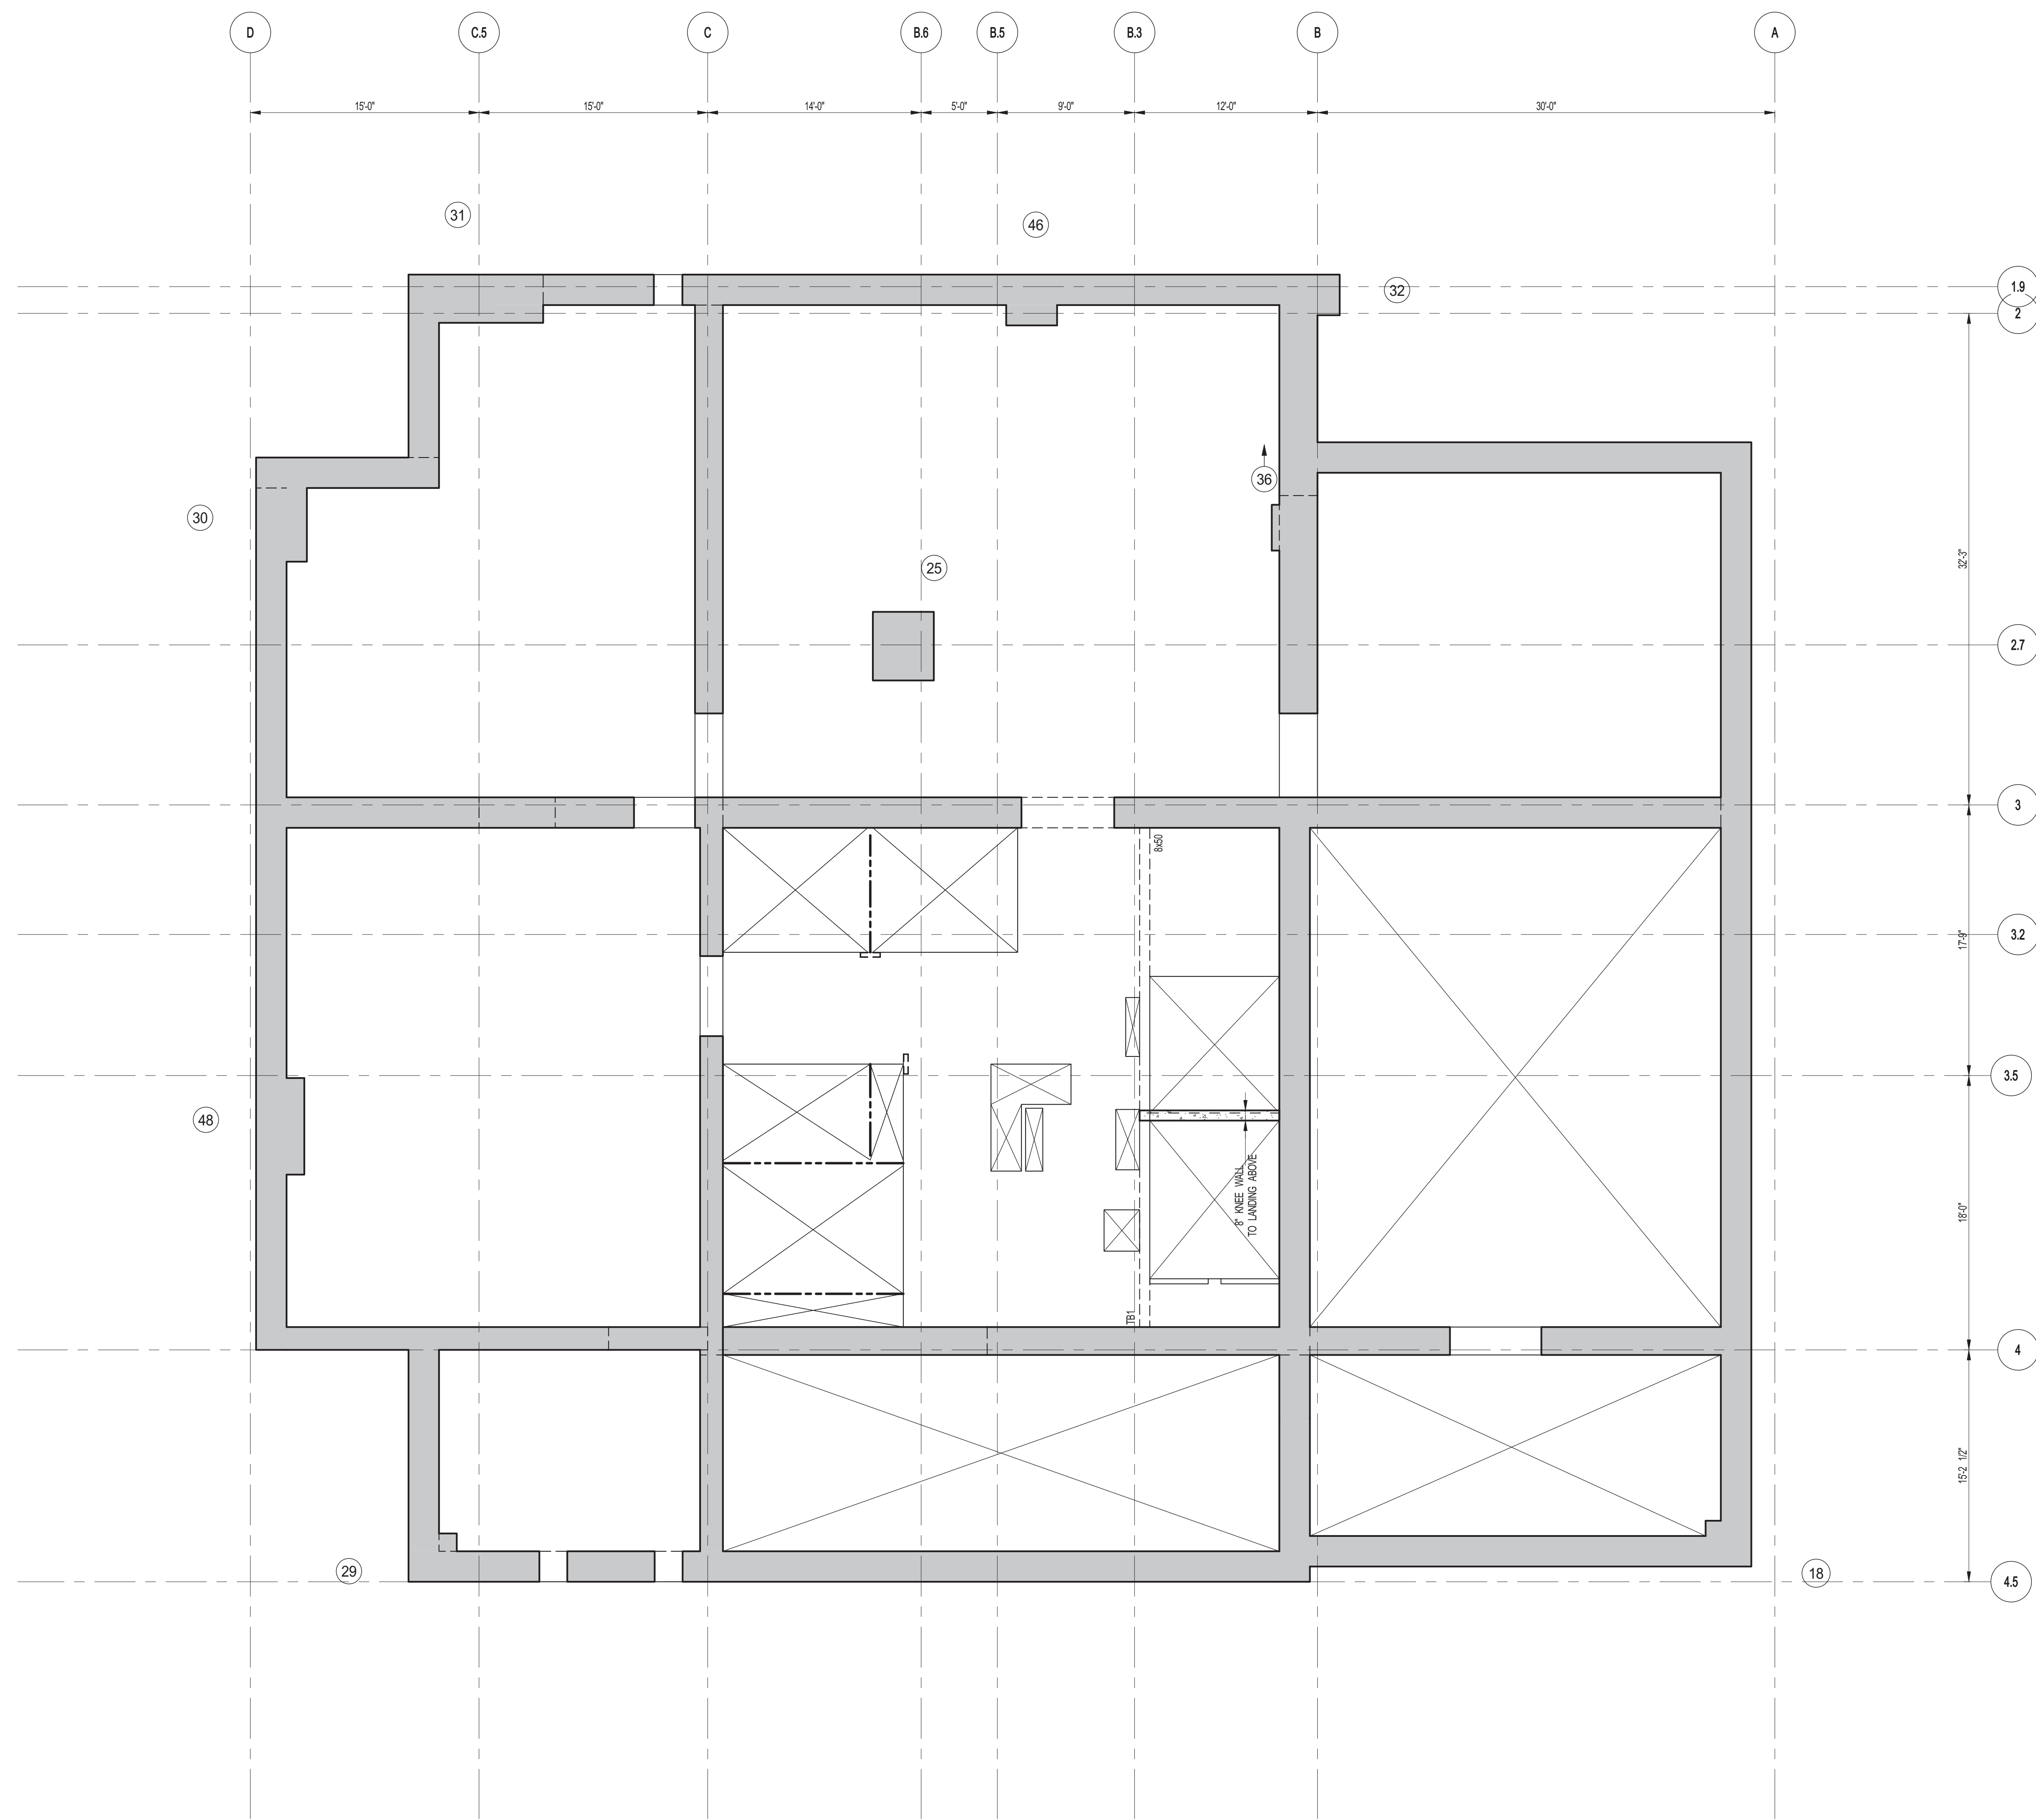 D
C.5
C
B.6
B.5
B.3
B
A
15'-0"
15'-0"
14'-0"
5'-0"
9'-0"
12'-0"
30'-0"
31
46
32
1.9
2
36
30
25
32'-3"
2.7
3
8x50
17'-9"
3.2
3.5
48
8" KNEE WALL
TO LANDING ABOVE
18'-0"
TB1
4
15'-2 1/2"
29
18
4.5